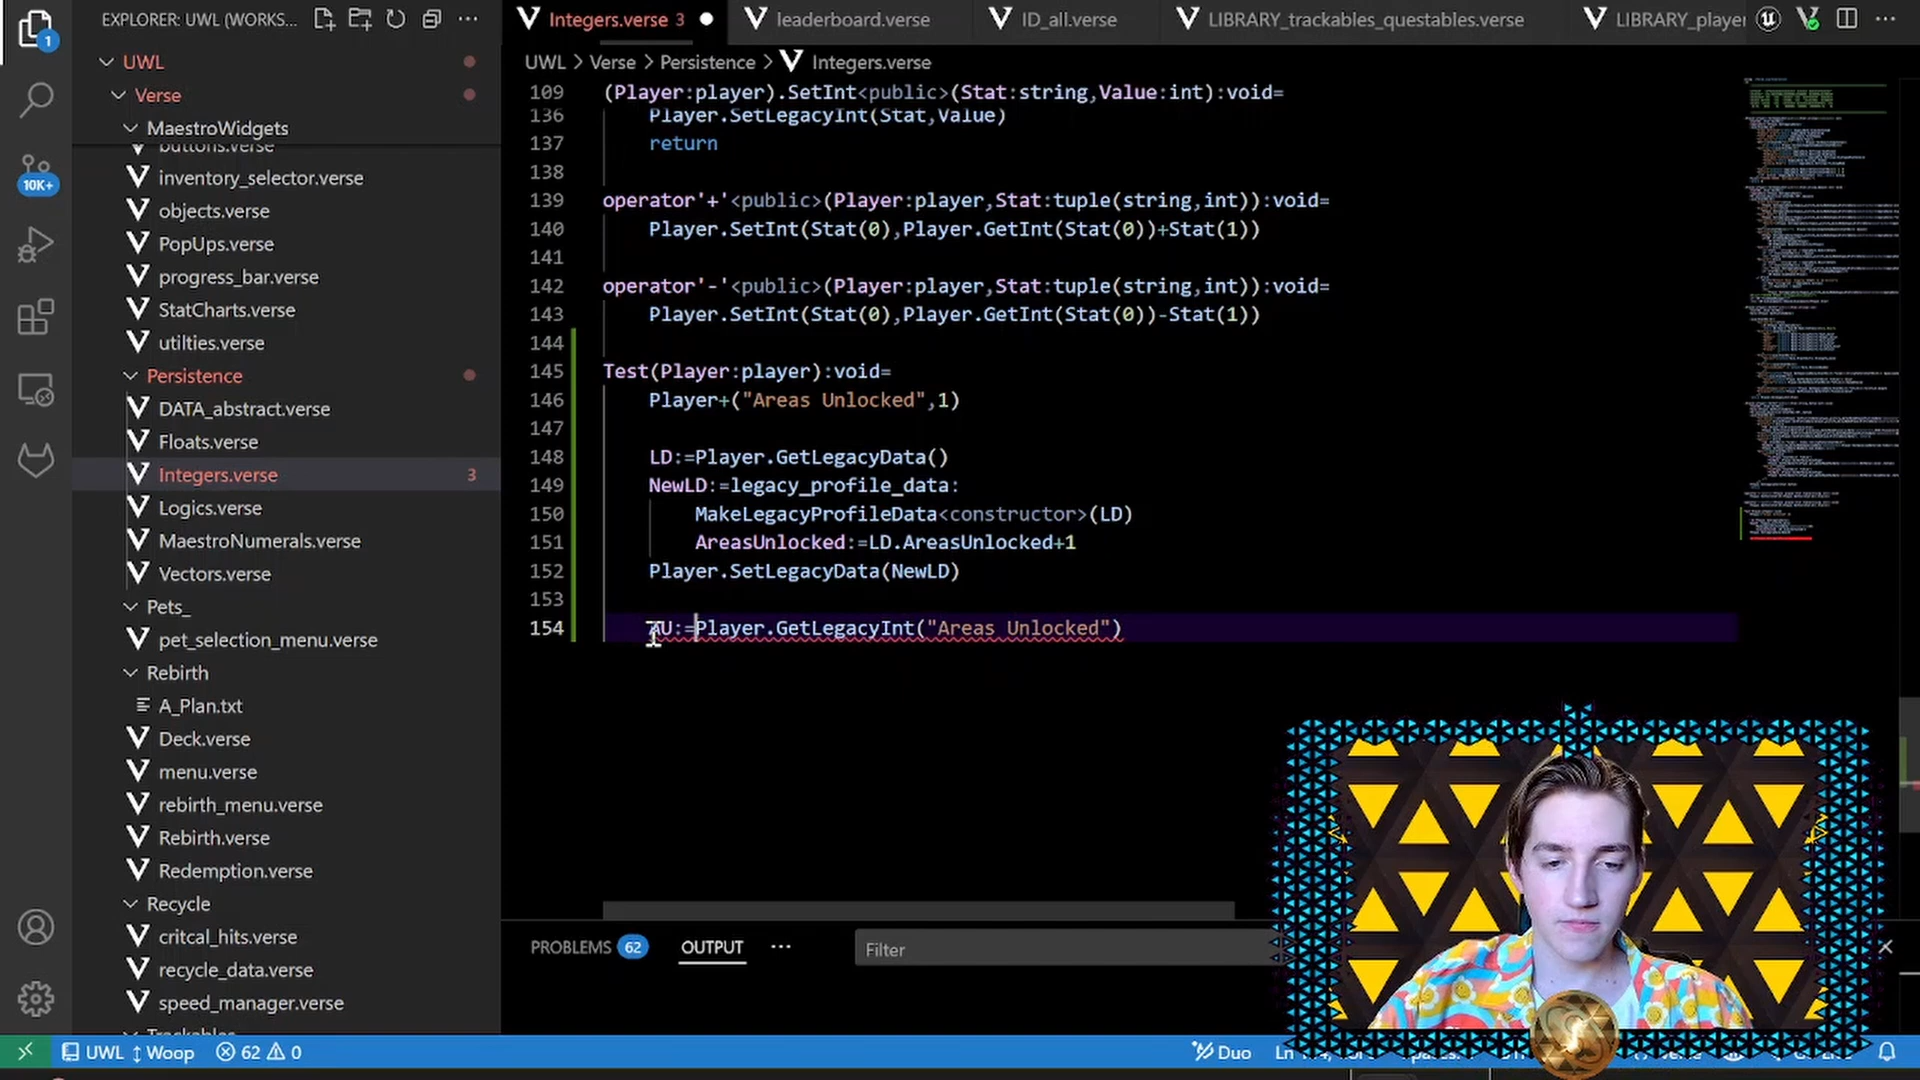 EXPLORER: UWL (WORKS...
Integers.verse 3
leaderboard.verse
ID_all.verse
LIBRARY_trackables_questables.verse
LIBRARY_player
1
UWL
Verse
MaestroWidgets
buttons.verse
inventory_selector.verse
objects.verse
PopUps.verse
progress_bar.verse
StatCharts.verse
utilties.verse
Persistence
DATA_abstract.verse
Floats.verse
Integers.verse 3
Logics.verse
MaestroNumerals.verse
Vectors.verse
Pets_
pet_selection_menu.verse
Rebirth
A_Plan.txt
Deck.verse
menu.verse
rebirth_menu.verse
Rebirth.verse
Redemption.verse
Recycle
critcal_hits.verse
recycle_data.verse
speed_manager.verse
Trackables
10K+
UWL > Verse > Persistence > Integers.verse
109 (Player:player).SetInt<public>(Stat:string,Value:int):void=
136 Player.SetLegacyInt(Stat,Value)
137 return
138
139 operator'+'<public>(Player:player,Stat:tuple(string,int)):void=
140 Player.SetInt(Stat(0),Player.GetInt(Stat(0))+Stat(1))
141
142 operator'-'<public>(Player:player,Stat:tuple(string,int)):void=
143 Player.SetInt(Stat(0),Player.GetInt(Stat(0))-Stat(1))
144
145 Test(Player:player):void=
146 Player+("Areas Unlocked",1)
147
148 LD:=Player.GetLegacyData()
149 NewLD:=legacy_profile_data:
150 MakeLegacyProfileData<constructor>(LD)
151 AreasUnlocked:=LD.AreasUnlocked+1
152 Player.SetLegacyData(NewLD)
153
154 AU:=Player.GetLegacyInt("Areas Unlocked")
INTEGER
PROBLEMS 62 OUTPUT ...
Filter
UWL Woop 62 0
Duo